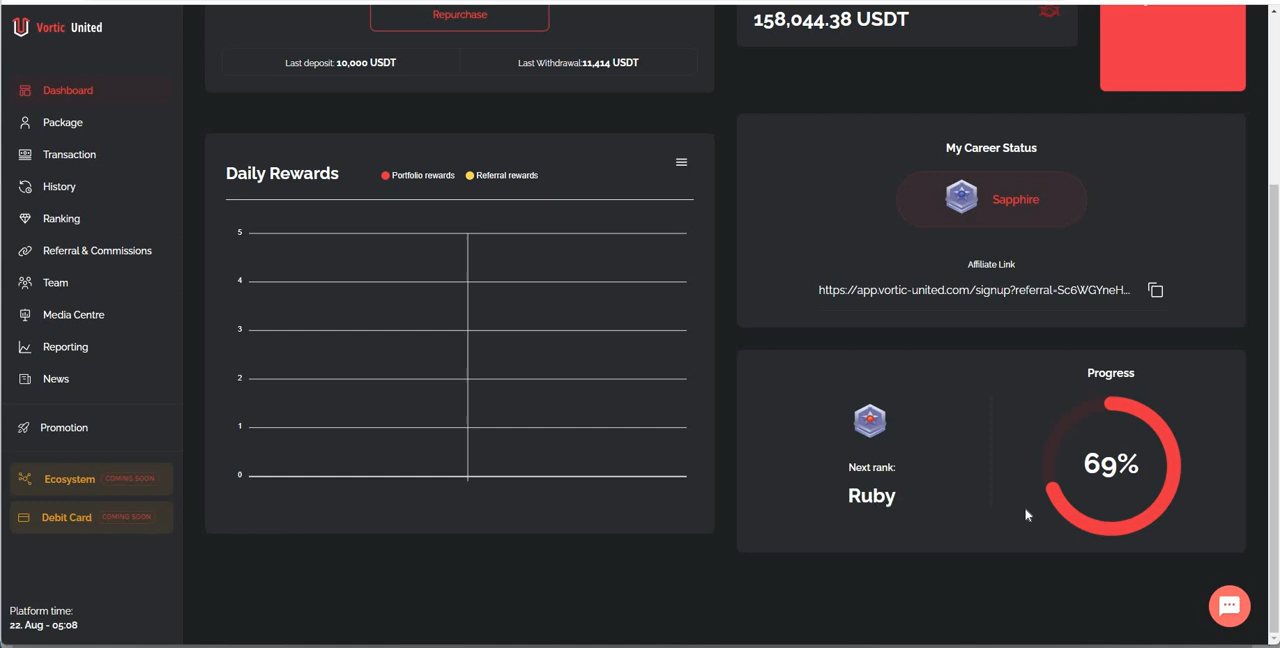 Vortic United
Dashboard
Package
Transaction
History
Ranking
Referral & Commissions
Team
Media Centre
Reporting
News
Promotion
Ecosystem COMING SOON
Debit Card COMING SOON
Platform time:
22. Aug - 05:08
Repurchase
Last deposit: 10,000 USDT
Last Withdrawal:11,414 USDT
158,044.38 USDT
Daily Rewards
Portfolio rewards
Referral rewards
5
4
3
2
1
0
My Career Status
Sapphire
Affiliate Link
https://app.vortic-united.com/signup?referral=Sc6WGYneH...
Next rank:
Ruby
Progress
69%